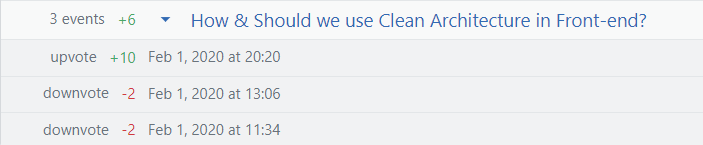 3 events +6 How & Should we use Clean Architecture in Front-end?
upvote +10 Feb 1, 2020 at 20:20
downvote -2 Feb 1, 2020 at 13:06
downvote -2 Feb 1, 2020 at 11:34